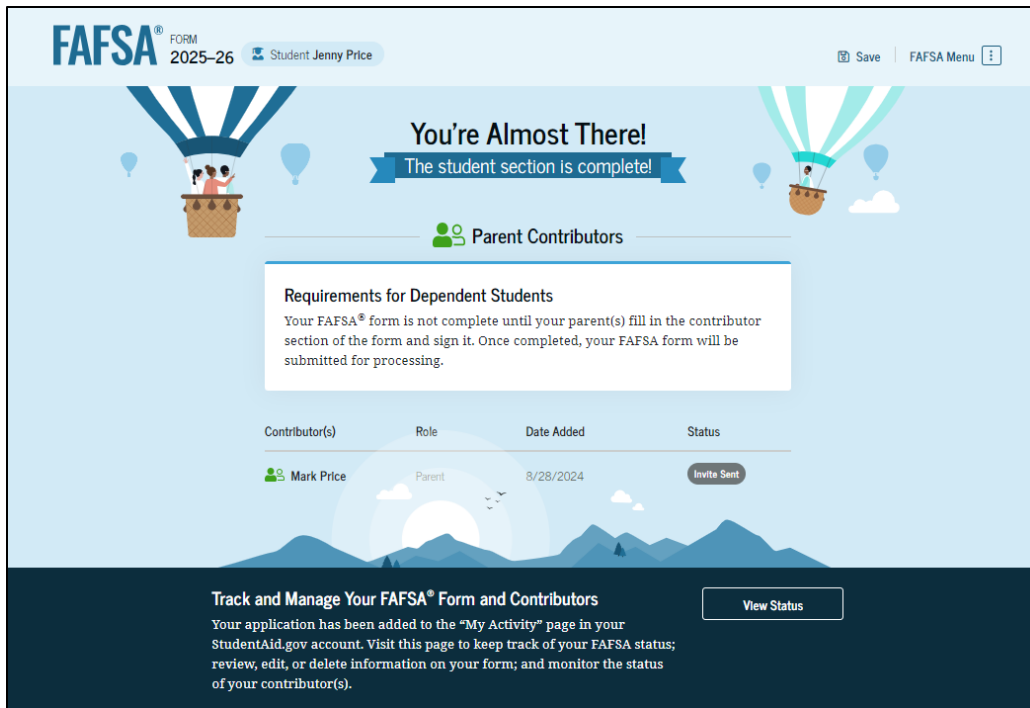 FAFSA® FORM 2025–26 Student Jenny Price Save FAFSA Menu
You're Almost There!
The student section is complete!
Parent Contributors
Requirements for Dependent Students
Your FAFSA® form is not complete until your parent(s) fill in the contributor
section of the form and sign it. Once completed, your FAFSA form will be
submitted for processing.
Contributor(s) Role Date Added Status
Mark Price Parent 8/28/2024 Invite Sent
Track and Manage Your FAFSA® Form and Contributors
View Status
Your application has been added to the “My Activity” page in your
StudentAid.gov account. Visit this page to keep track of your FAFSA status;
review, edit, or delete information on your form; and monitor the status
of your contributor(s).